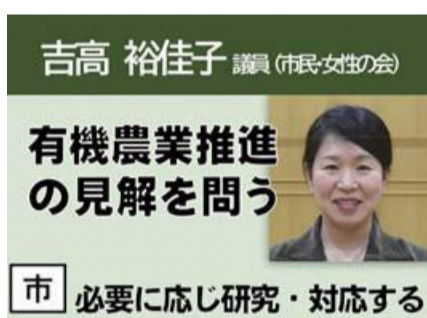 吉高 裕佳子 議員（市民・女性の会）
有機農業推進
の見解を問う
市 必要に応じ研究・対応する